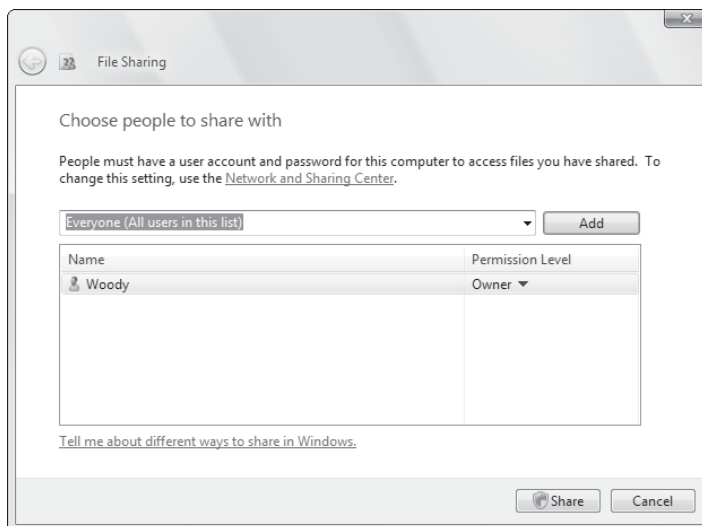 File Sharing
Choose people to share with
People must have a user account and password for this computer to access files you have shared. To
change this setting, use the Network and Sharing Center.
Everyone (All users in this list)
Add
Name
Permission Level
Woody
Owner
Tell me about different ways to share in Windows.
Share
Cancel